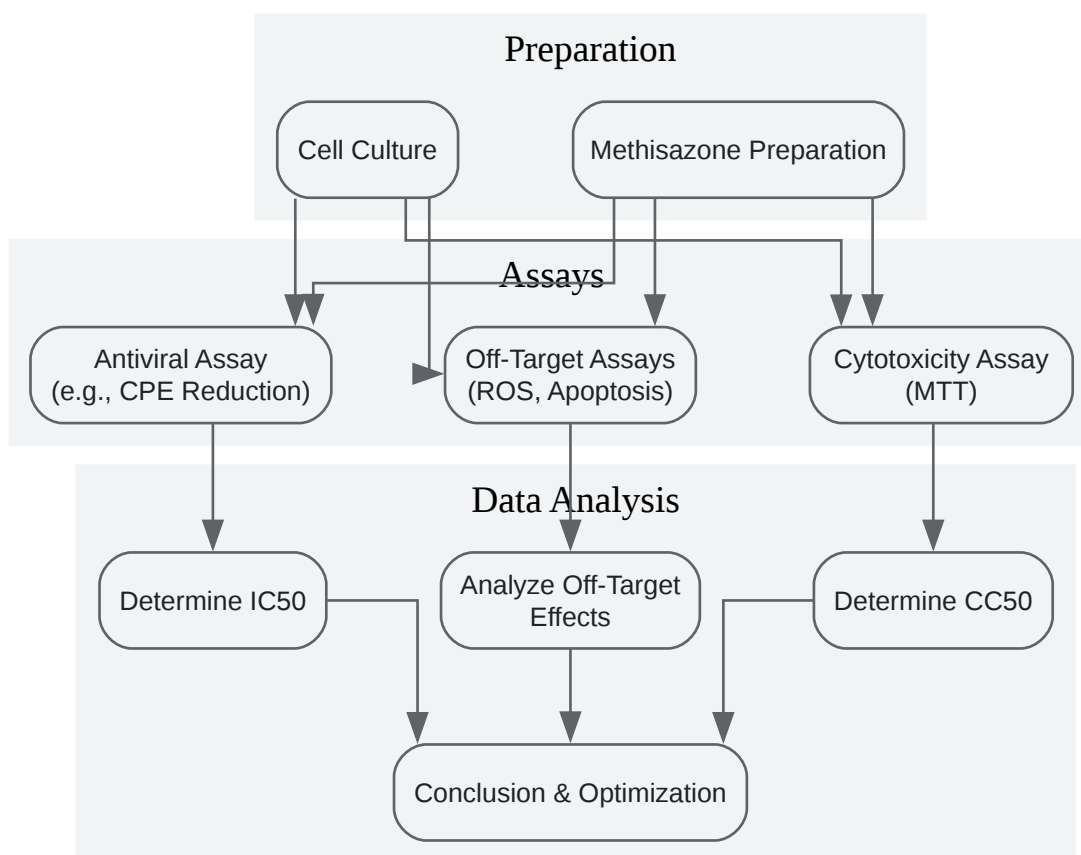 Preparation
Cell Culture
Methisazone Preparation
Assays
Antiviral Assay
(e.g., CPE Reduction)
Off-Target Assays
(ROS, Apoptosis)
Cytotoxicity Assay
(MTT)
Data Analysis
Determine IC50
Analyze Off-Target
Effects
Determine CC50
Conclusion & Optimization